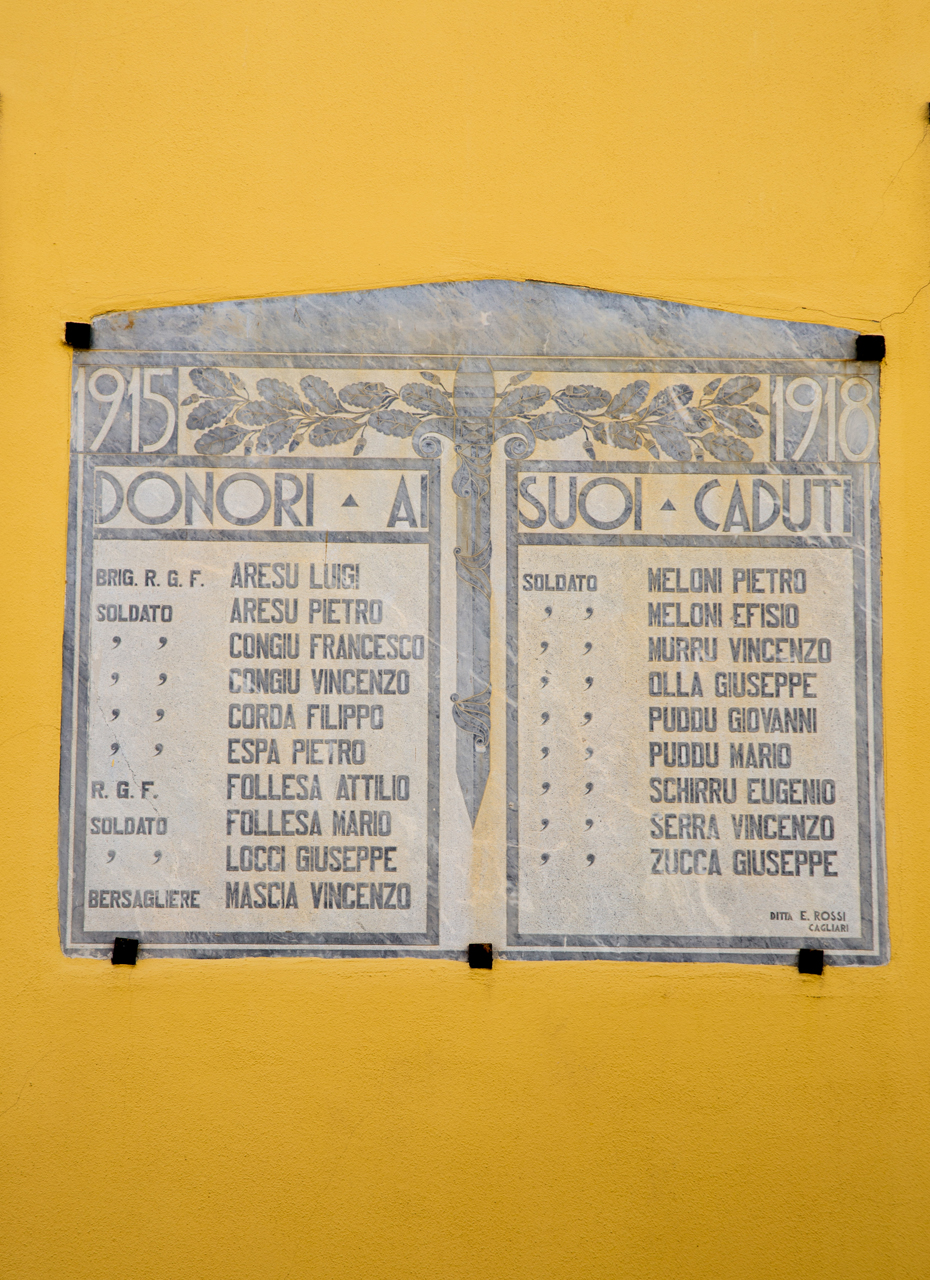 1915 1918
DONORI ▲ AI SUOI ▲ CADUTI
BRIG. R. G. F. ARESU LUIGI
SOLDATO ARESU PIETRO
" " CONGIU FRANCESCO
" " CONGIU VINCENZO
" " CORDA FILIPPO
" " ESPA PIETRO
R. G. F. FOLLESA ATTILIO
SOLDATO FOLLESA MARIO
" " LOCCI GIUSEPPE
BERSAGLIERE MASCIA VINCENZO
SOLDATO MELONI PIETRO
" " MELONI EFISIO
" " MURRU VINCENZO
" " OLLA GIUSEPPE
" " PUDDU GIOVANNI
" " PUDDU MARIO
" " SCHIRRU EUGENIO
" " SERRA VINCENZO
" " ZUCCA GIUSEPPE
DITTA E. ROSSI
CAGLIARI